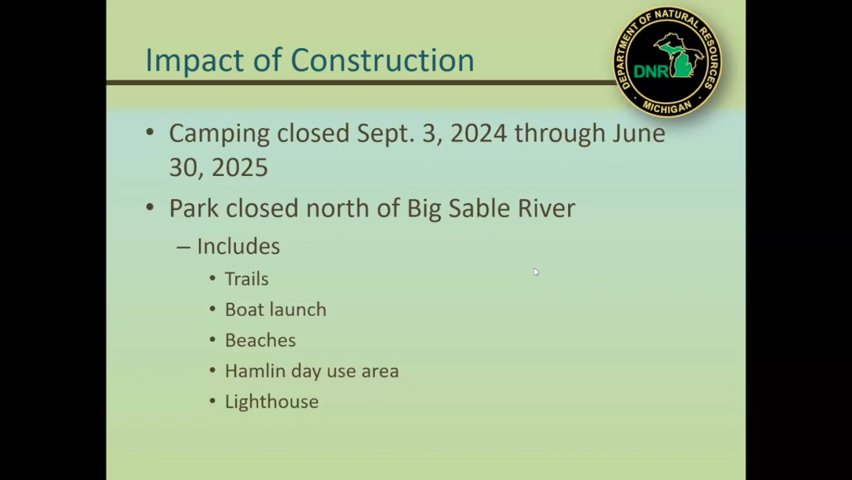 Impact of Construction
DEPARTMENT OF NATURAL RESOURCES
DNR
MICHIGAN
• Camping closed Sept. 3, 2024 through June
30, 2025
• Park closed north of Big Sable River
– Includes
• Trails
• Boat launch
• Beaches
• Hamlin day use area
• Lighthouse